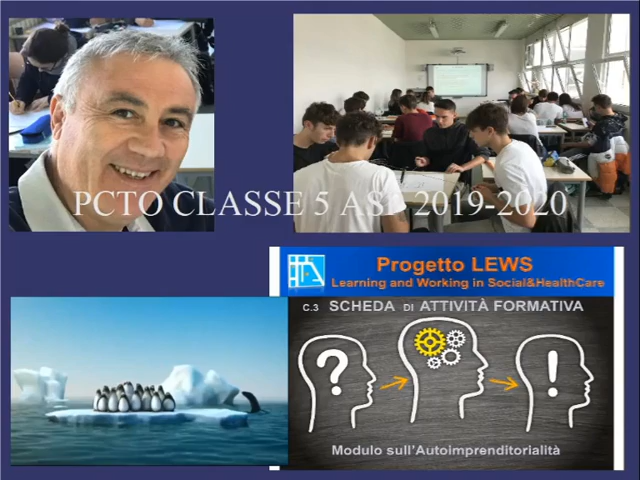 PCTO CLASSE 5 ASA 2019-2020
Progetto LEWS
Learning and Working in Social&HealthCare
C.3 SCHEDA DI ATTIVITÀ FORMATIVA
? !
Modulo sull'Autoimprenditorialità